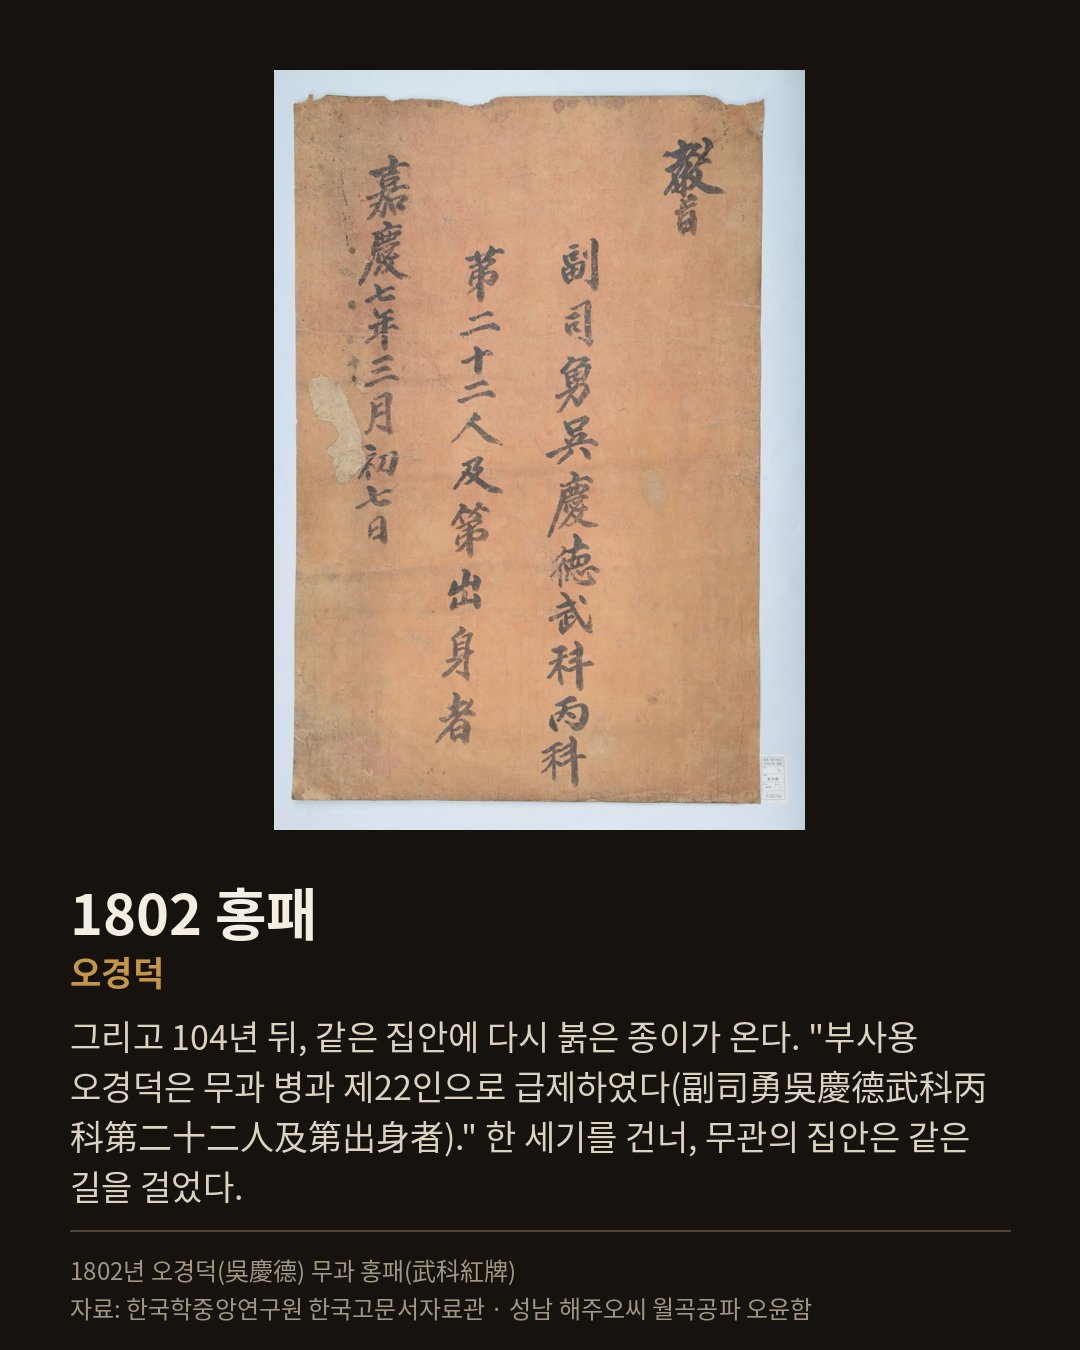 敎旨
副司勇吳慶德武科丙科
第二十二人及第出身者
嘉慶七年三月初七日
1802 홍패
오경덕
그리고 104년 뒤, 같은 집안에 다시 붉은 종이가 온다. "부사용
오경덕은 무과 병과 제22인으로 급제하였다(副司勇吳慶德武科丙
科第二十二人及第出身者)." 한 세기를 건너, 무관의 집안은 같은
길을 걸었다.
1802년 오경덕(吳慶德) 무과 홍패(武科紅牌)
자료: 한국학중앙연구원 한국고문서자료관 · 성남 해주오씨 월곡공파 오윤함